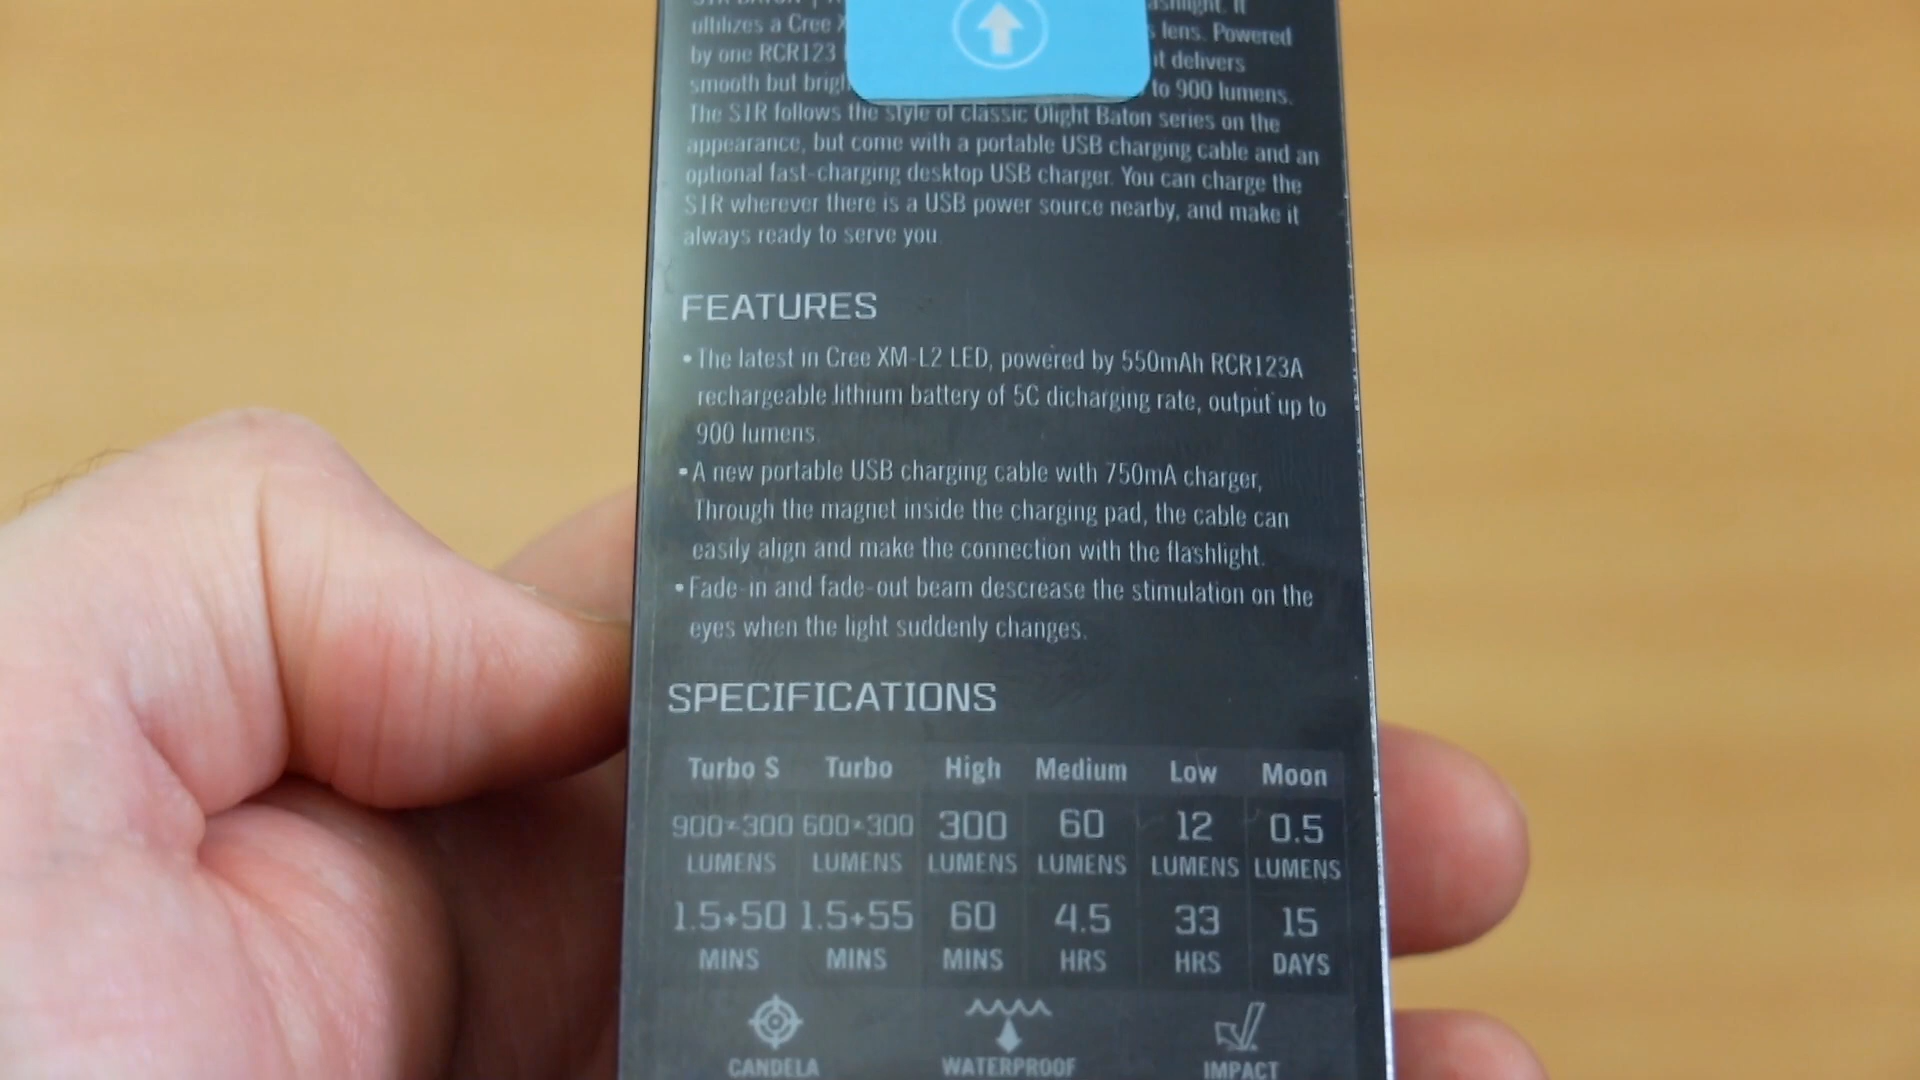 ultilizes a Cree
lens. Powered
by one RCR123
it delivers
smooth but
to 900 lumens.
The S1R follows the style of classic Olight Baton series on the
appearance, but come with a portable USB charging cable and an
optional fast-charging desktop USB charger. You can charge the
S1R wherever there is a USB power source nearby, and make it
always ready to serve you.
FEATURES
• The latest in Cree XM-L2 LED, powered by 550mAh RCR123A
rechargeable lithium battery of 5C dicharging rate, output up to
900 lumens.
• A new portable USB charging cable with 750mA charger,
Through the magnet inside the charging pad, the cable can
easily align and make the connection with the flashlight.
• Fade-in and fade-out beam descrease the stimulation on the
eyes when the light suddenly changes.
SPECIFICATIONS
Turbo S Turbo High Medium Low Moon
900~300 600~300 300 60 12 0.5
LUMENS LUMENS LUMENS LUMENS LUMENS LUMENS
1.5+50 1.5+55 60 4.5 33 15
MINS MINS MINS HRS HRS DAYS
CANDELA WATERPROOF IMPACT